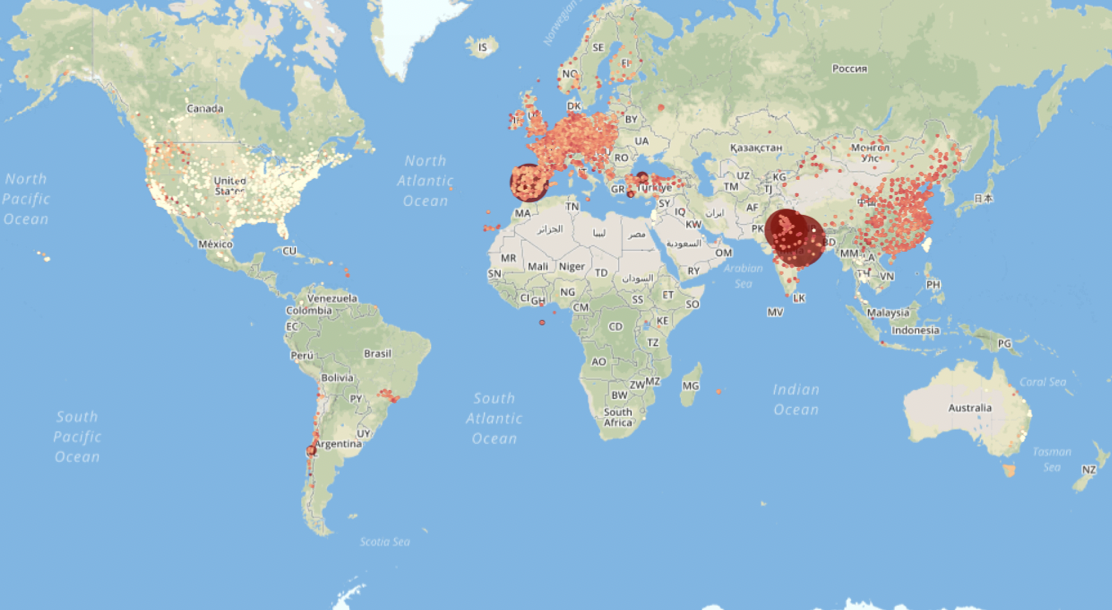 Norwegian
IS
SE
FI
NO
Россия
Canada
DK
BY
UA
Қазақстан
Монгол
Улс
North
Atlantic
Ocean
North
Pacific
Ocean
United
States
RO
GR
Türkiye
UZ
TM
KG
TJ
日本
MA
TN
SY
IQ
ایران
AF
PK
México
CU
الجزائر
ليبيا
مصر
KW
السعودية
BD
MM
LA
MR
Mali
Niger
TD
السودان
RY
OM
Arabian
Sea
TH
VN
PH
SN
Venezuela
Colombia
CI
GH
NG
CM
SS
ET
SO
LK
MV
Malaysia
Indonesia
EC
CD
KE
TZ
PG
Perú
Brasil
Bolivia
AO
ZW
MZ
MG
PY
BW
South
Africa
South
Atlantic
Ocean
Indian
Ocean
Coral Sea
Australia
South
Pacific
Ocean
UY
Argentina
Tasman
Sea
NZ
Scotia Sea